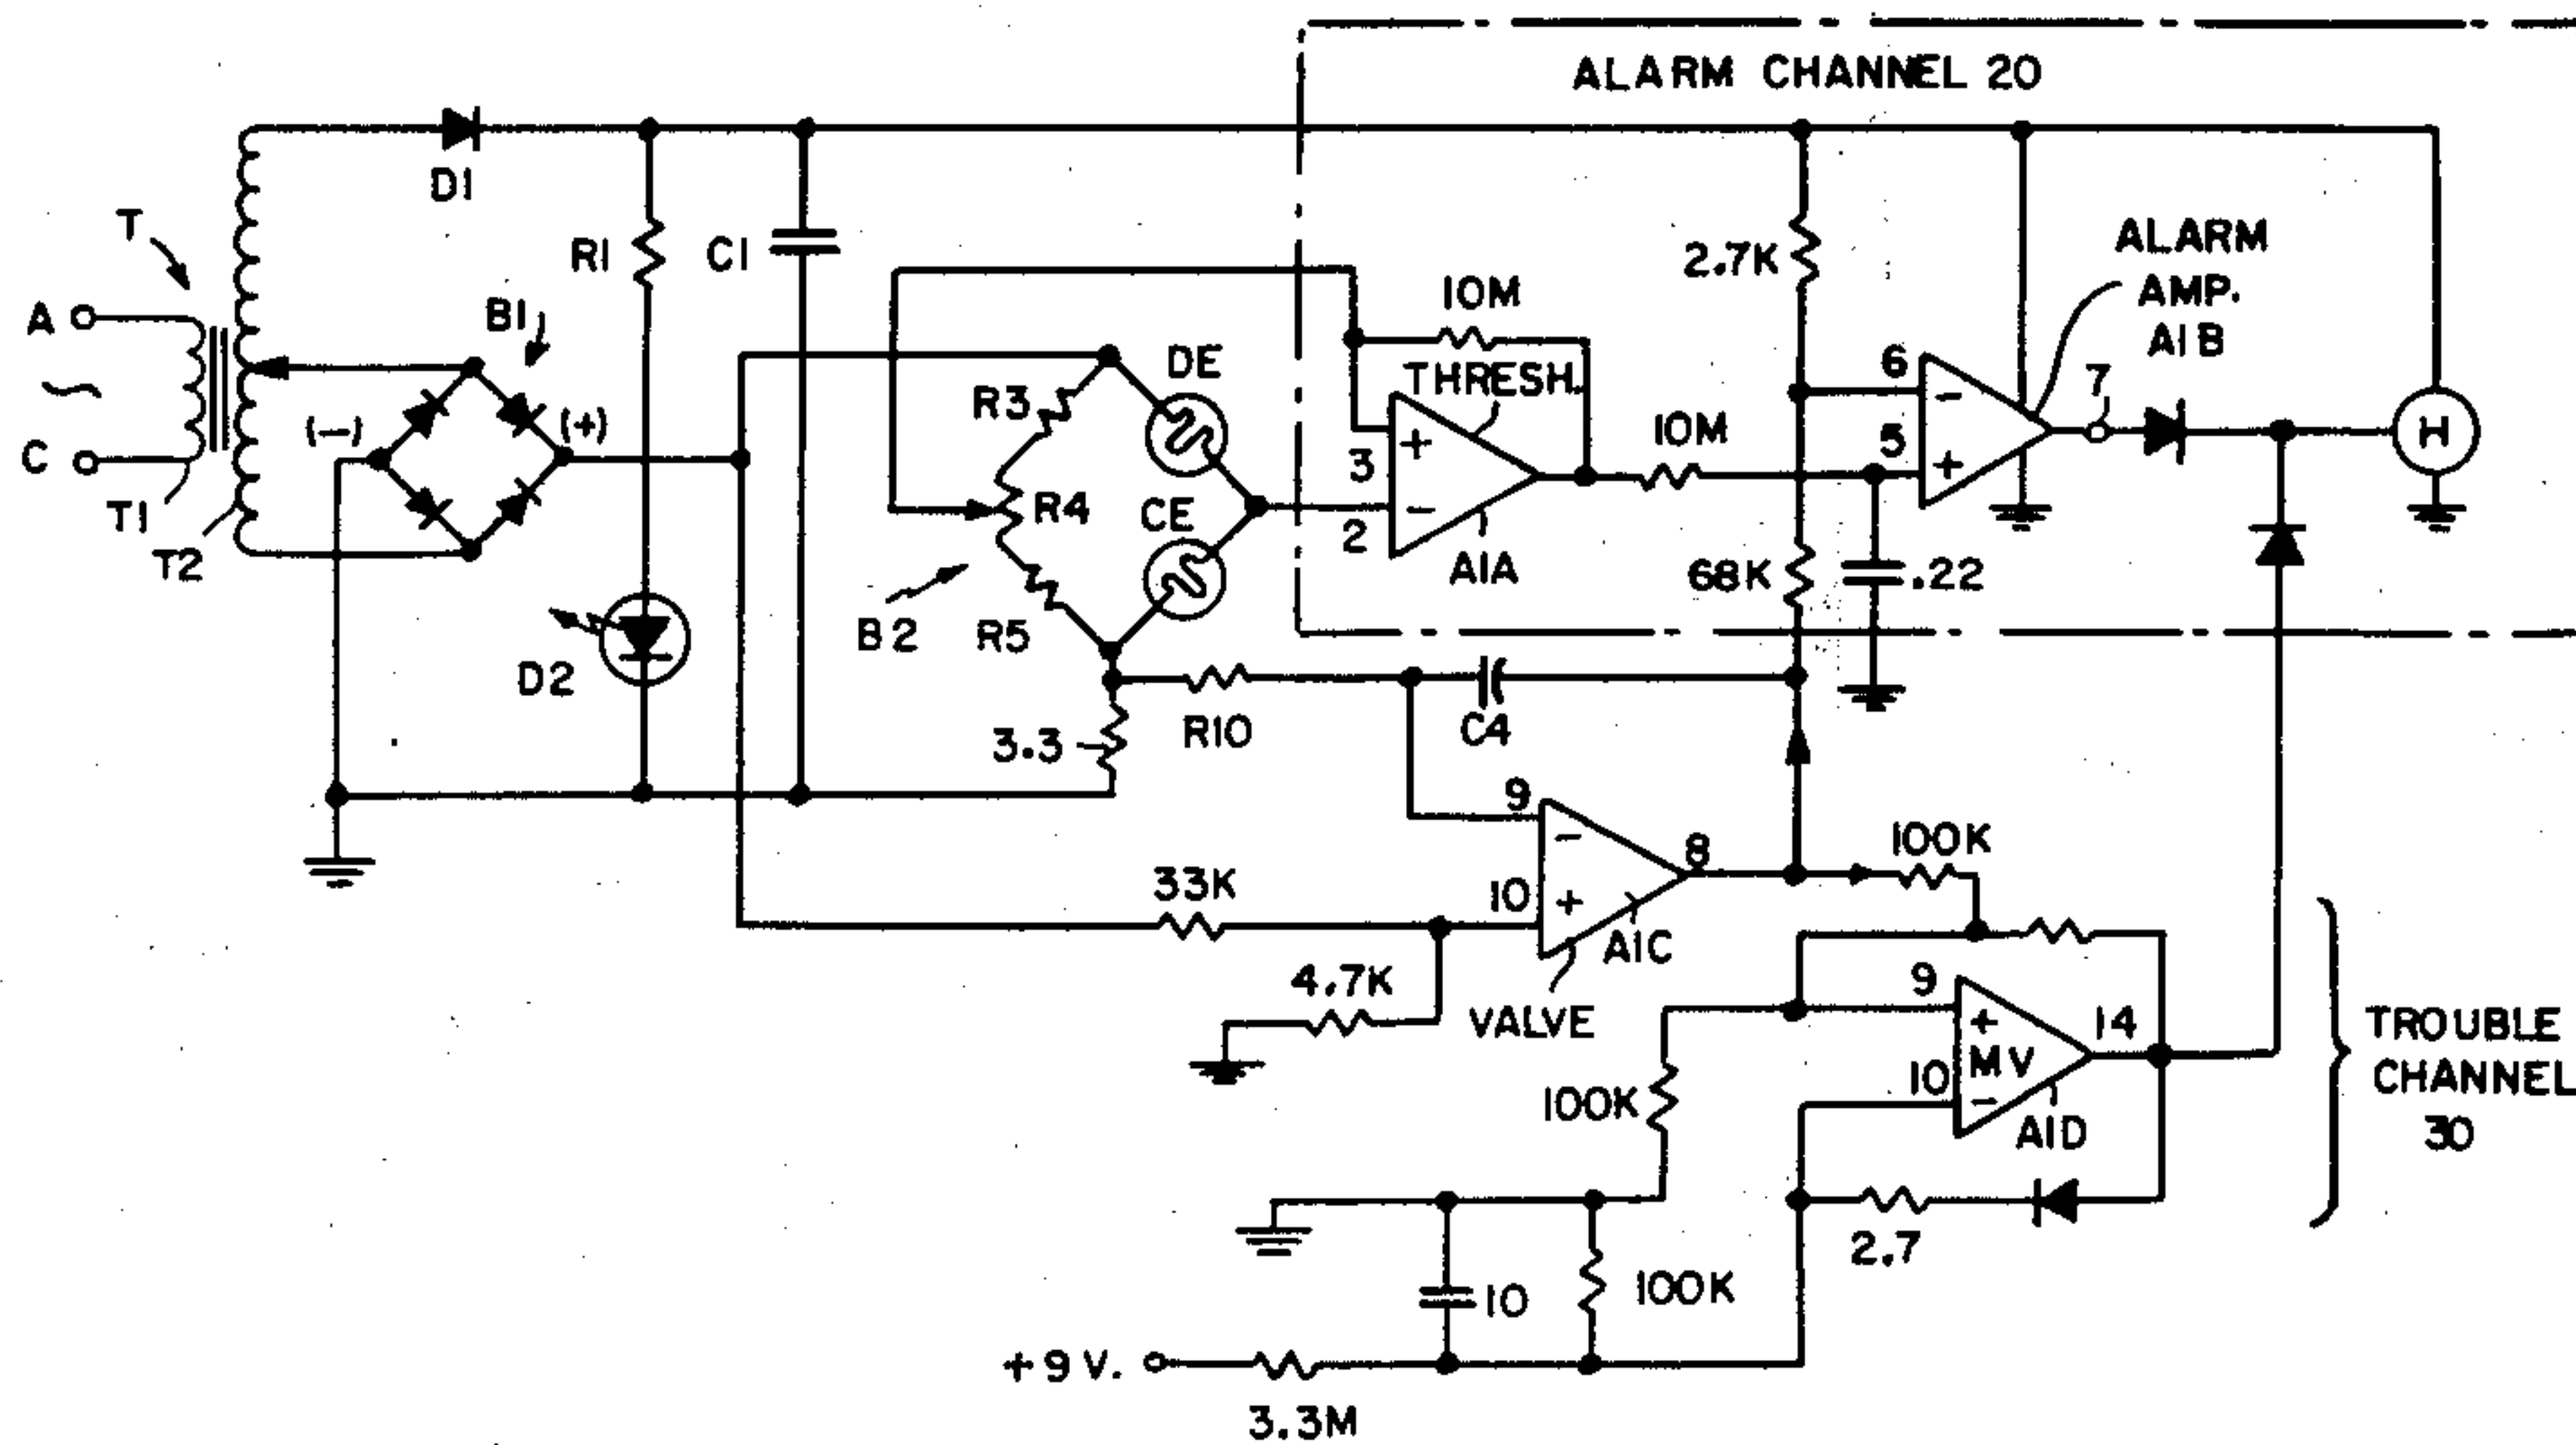 ALARM CHANNEL 20
D1
T
R1
C1
2.7K
ALARM
AMP.
A1B
A
B1
10M
DE
THRESH.
R3
6
-
7
(-)
(+)
10M
H
C
+
3
5
+
T1
R4
CE
-
2
T2
A1A
68K
.22
B2
R5
D2
3.3
R10
C4
9
-
8
100K
33K
10
+
A1C
4.7K
VALVE
9
+
14
MV
10
-
A1D
TROUBLE
CHANNEL
30
100K
2.7
10
100K
+9V.
3.3M